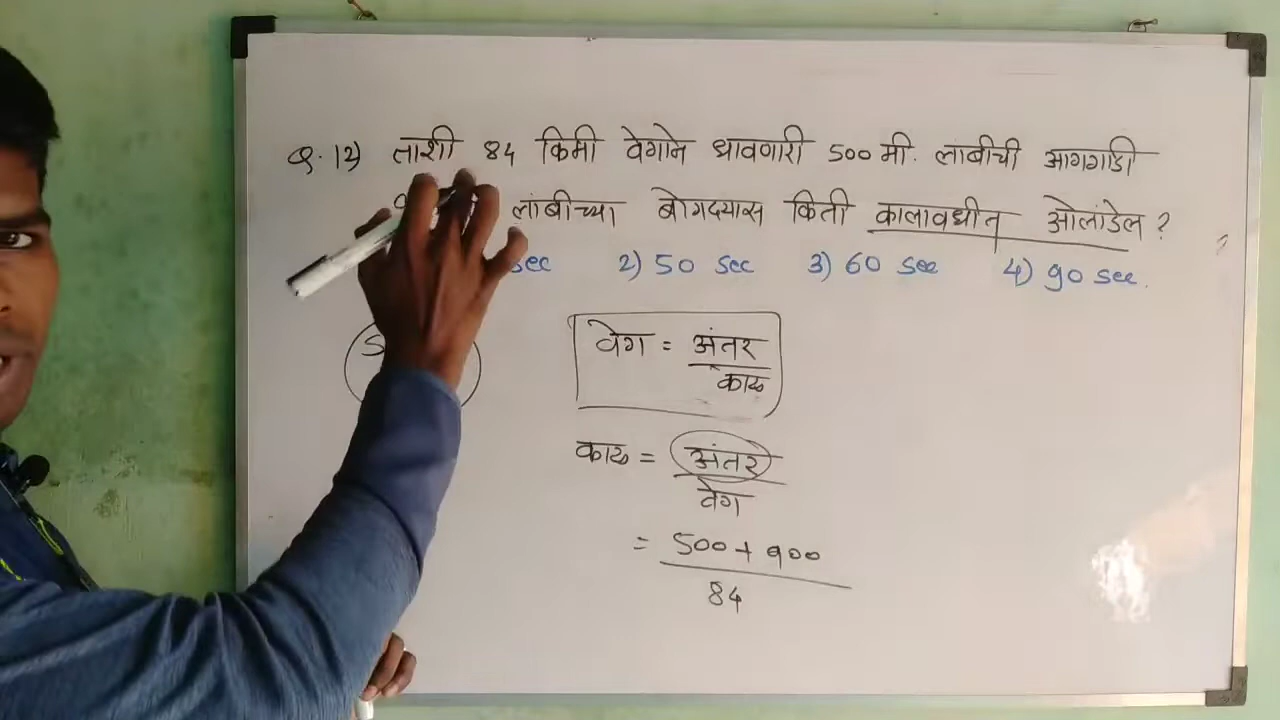 Q.12) ताशी 84 किमी वेगाने धावणारी 500 मी. लांबीची आगगाडी
लांबीच्या बोगद्यास किती कालावधीत ओलांडेल ?
sec 2) 50 sec 3) 60 sec 4) 90 sec.
वेग = अंतर
काळ
काळ = अंतर
वेग
= 500 + 900
84